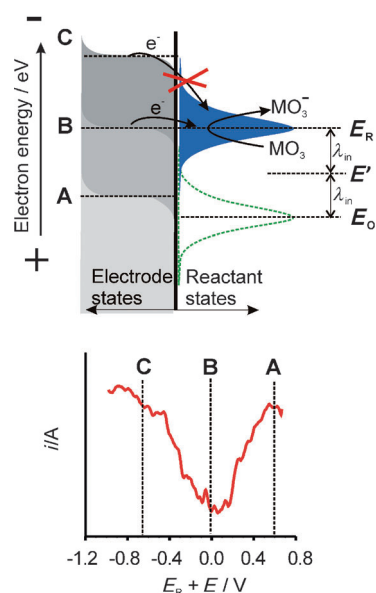 −
C
e-
Electron energy / eV
B
e-
MO3−
MO3
ER
λin
E'
λin
A
EO
+
Electrode states
Reactant states
C B A
i/A
-1.2 -0.8 -0.4 0.0 0.4 0.8
ER + E / V